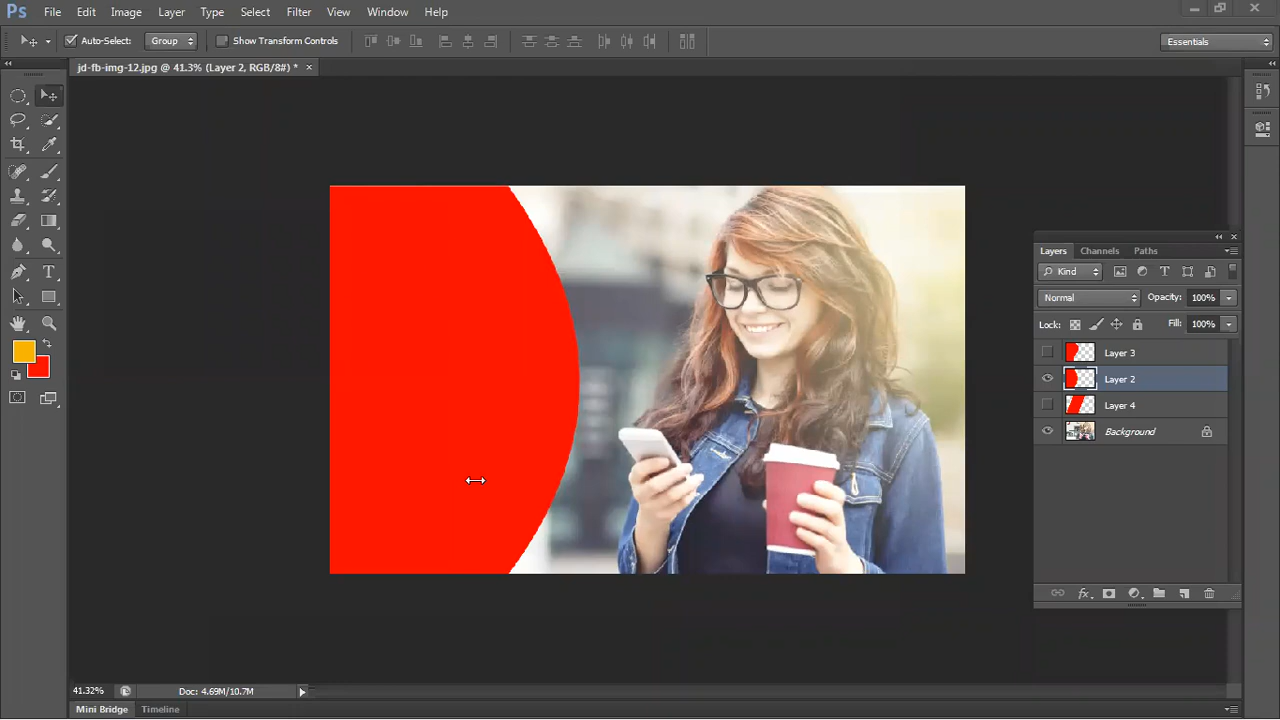 Ps File Edit Image Layer Type Select Filter 3D View Window Help
Auto-Select: Group Show Transform Controls Essentials
jd-fb-img-12.jpg @ 41.3% (Layer 2, RGB/8#) * ×
Layers Channels Paths
Kind
Normal Opacity: 100%
Lock: Fill: 100%
Layer 3
Layer 2
Layer 4
Background
41.32% Doc: 4.69M/10.7M
Mini Bridge Timeline